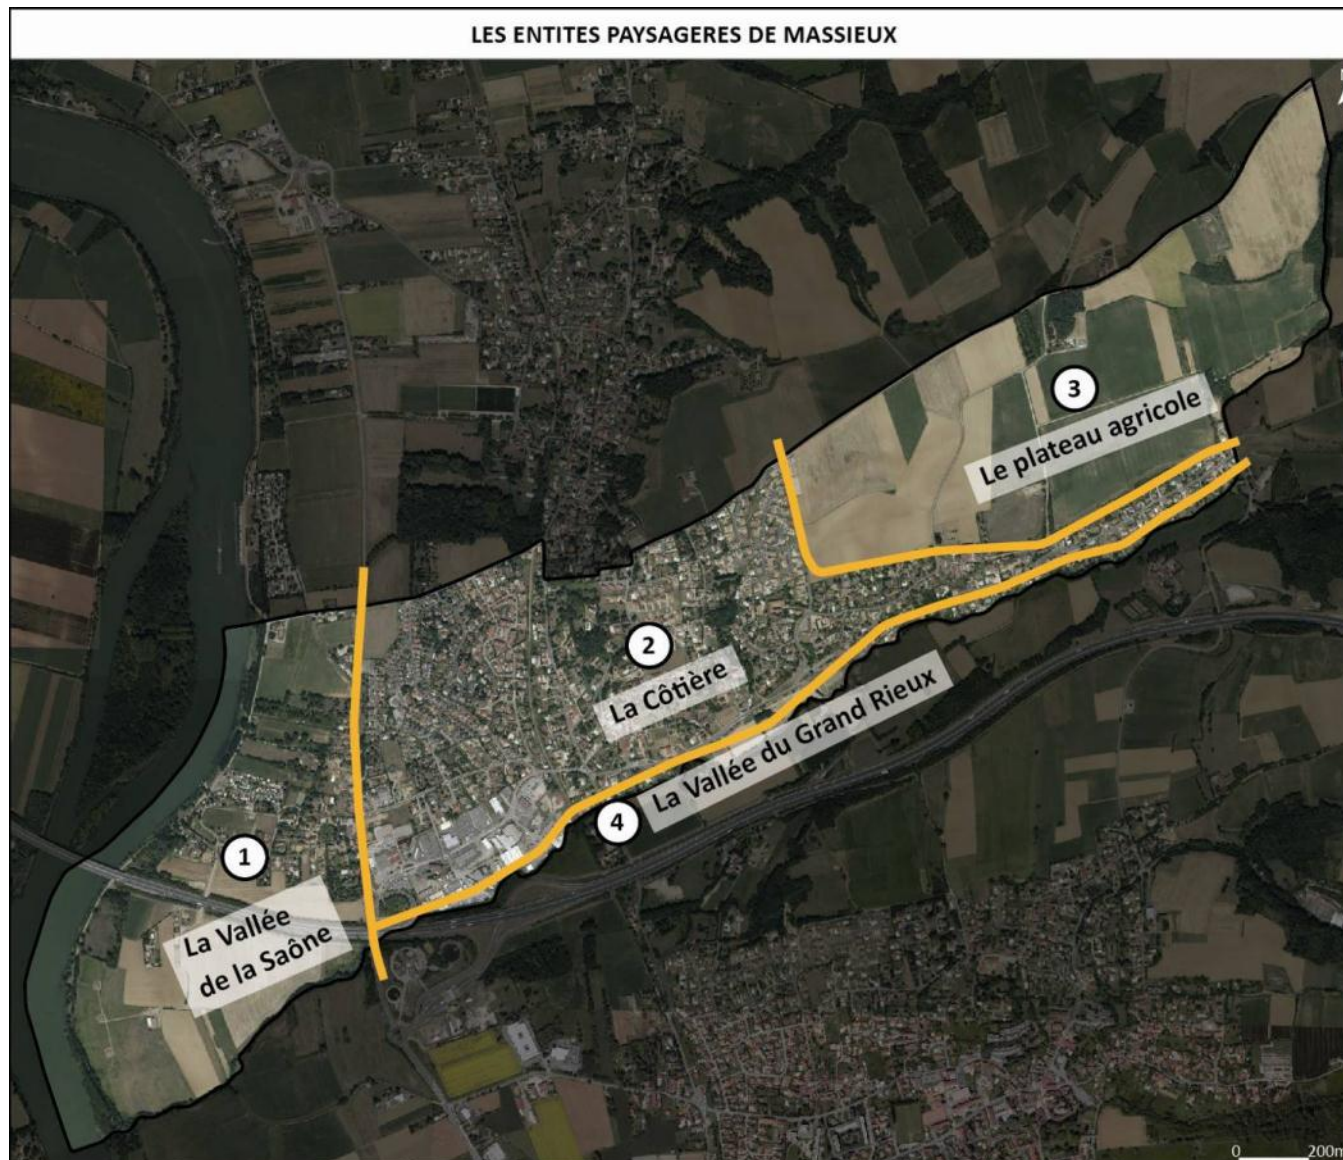 LES ENTITES PAYSAGERES DE MASSIEUX
3
Le plateau agricole
2
La Côtière
La Vallée du Grand Rieux
4
1
La Vallée
de la Saône
0 200m